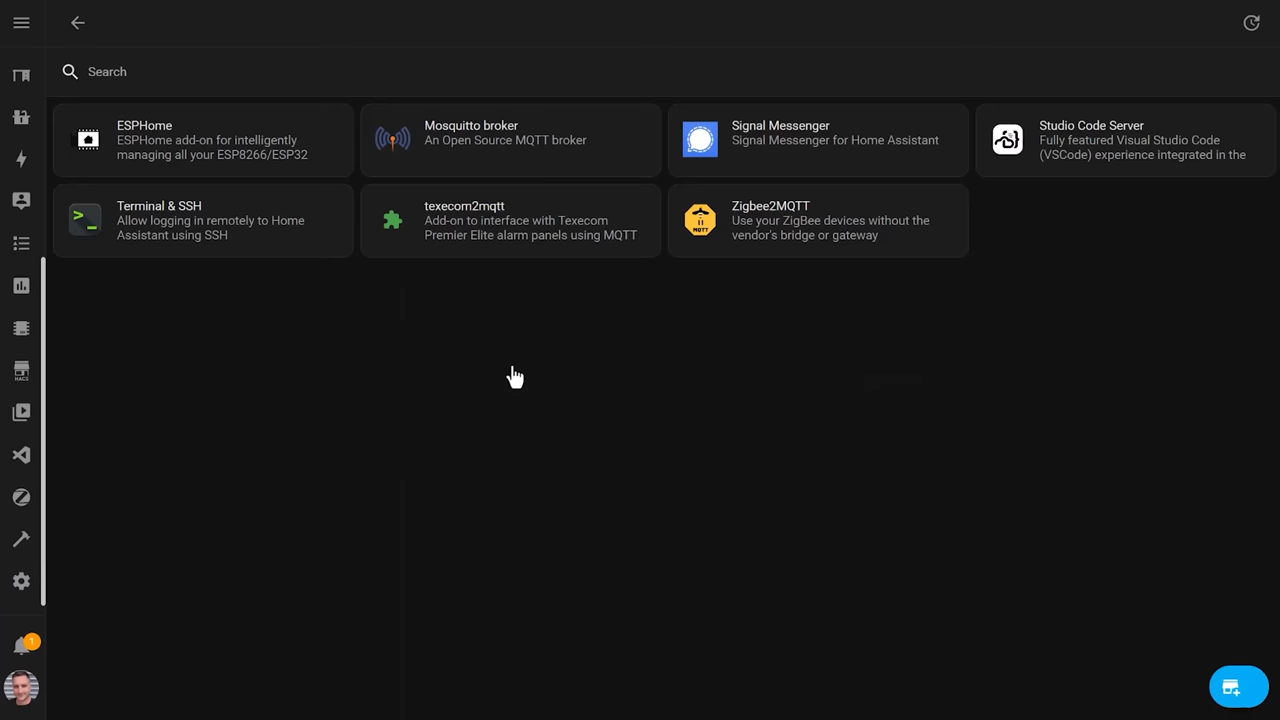 Search
ESPHome
ESPHome add-on for intelligently
managing all your ESP8266/ESP32
Mosquitto broker
An Open Source MQTT broker
Signal Messenger
Signal Messenger for Home Assistant
Studio Code Server
Fully featured Visual Studio Code
(VSCode) experience integrated in the
Terminal & SSH
Allow logging in remotely to Home
Assistant using SSH
texecom2mqtt
Add-on to interface with Texecom
Premier Elite alarm panels using MQTT
MQTT
Zigbee2MQTT
Use your ZigBee devices without the
vendor's bridge or gateway
HACS
1